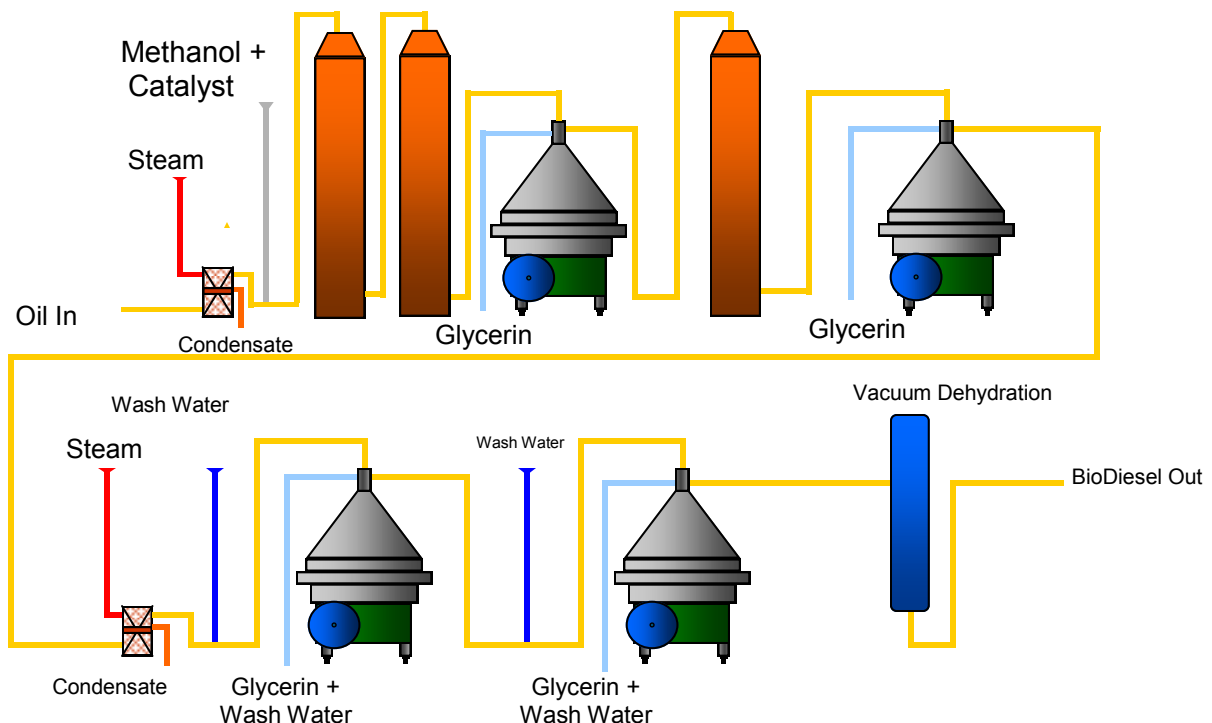 Methanol +
Catalyst
Steam
Oil In
Condensate
Glycerin
Glycerin
Wash Water
Steam
Wash Water
Vacuum Dehydration
BioDiesel Out
Condensate
Glycerin +
Wash Water
Glycerin +
Wash Water